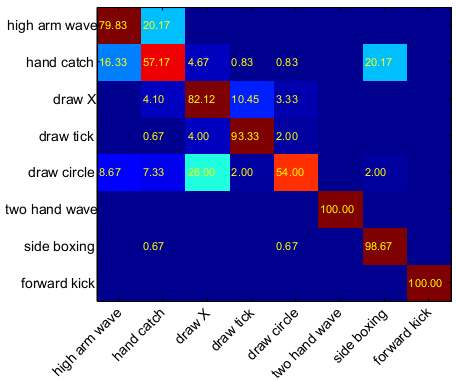 high arm wave 79.83 20.17
hand catch 16.33 57.17 4.67 0.83 0.83 20.17
draw X 4.10 82.12 10.45 3.33
draw tick 0.67 4.00 93.33 2.00
draw circle 8.67 7.33 26.00 2.00 54.00 2.00
two hand wave 100.00
side boxing 0.67 0.67 98.67
forward kick 100.00
high arm wave
hand catch
draw X
draw tick
draw circle
two hand wave
side boxing
forward kick